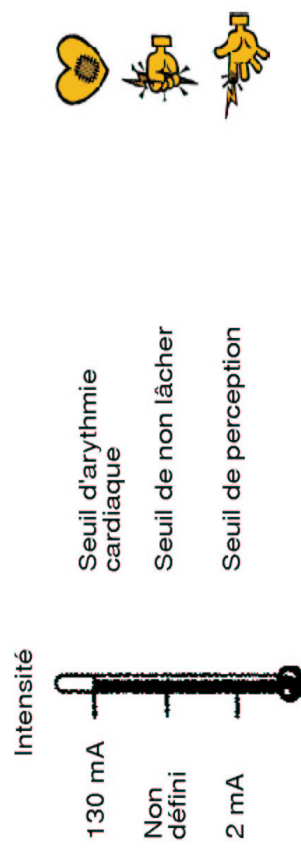 Intensité
130 mA
Seuil d'arythmie
cardiaque
Non
défini
Seuil de non lâcher
2 mA
Seuil de perception